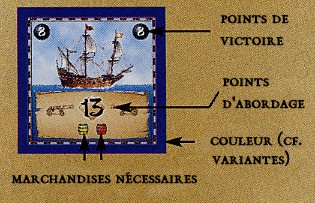 8 8
POINTS DE
VICTOIRE
POINTS
D'ABORDAGE
13
COULEUR (CF.
VARIANTES)
MARCHANDISES NÉCESSAIRES